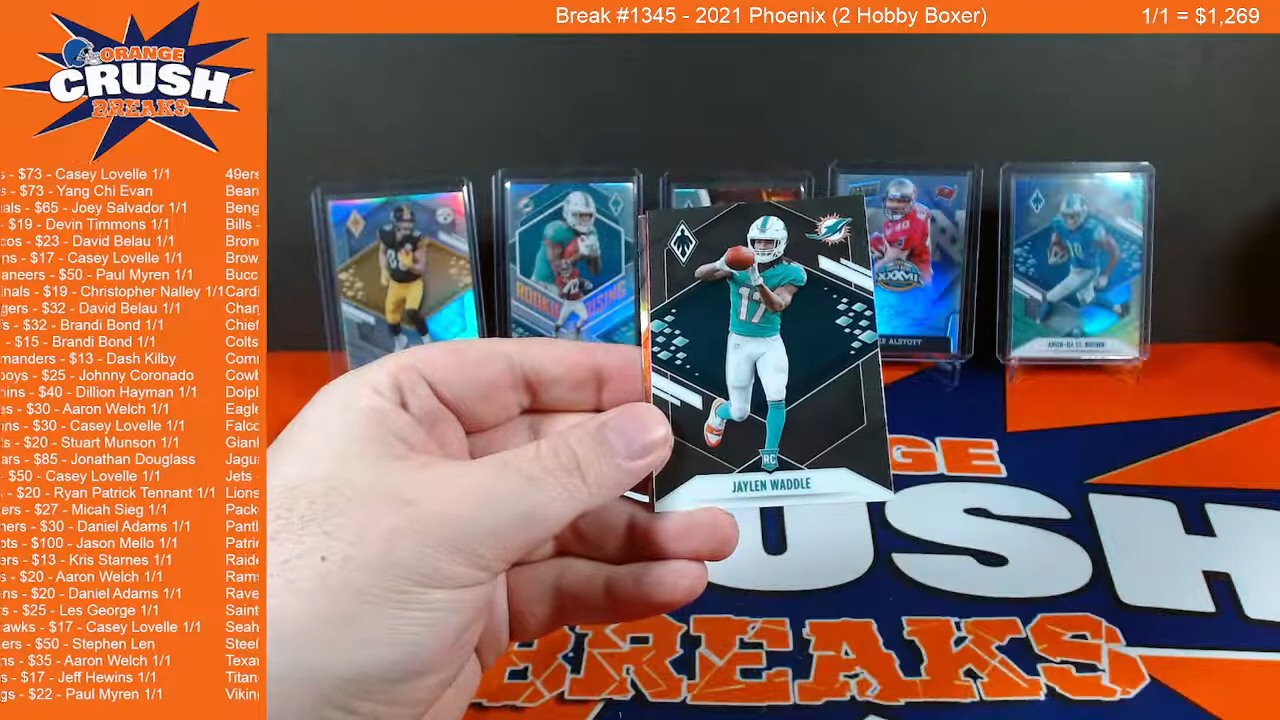 Break #1345 - 2021 Phoenix (2 Hobby Boxer)
1/1 = $1,269
ORANGE
CRUSH
BREAKS
s - $73 - Casey Lovelle 1/1 49ers
s - $73 - Yang Chi Evan Bear
als - $65 - Joey Salvador 1/1 Beng
- $19 - Devin Timmons 1/1 Bills -
cos - $23 - David Belau 1/1 Bron
ns - $17 - Casey Lovelle 1/1 Brow
aneers - $50 - Paul Myren 1/1 Bucc
inals - $19 - Christopher Nalley 1/1 Cardi
gers - $32 - David Belau 1/1 Char
s - $32 - Brandi Bond 1/1 Chief
- $15 - Brandi Bond 1/1 Colts
manders - $13 - Dash Kilby Com
boys - $25 - Johnny Coronado Cowb
hins - $40 - Dillion Hayman 1/1 Dolp
es - $30 - Aaron Welch 1/1 Eagle
ns - $30 - Casey Lovelle 1/1 Falco
's - $20 - Stuart Munson 1/1 Giant
ars - $85 - Jonathan Douglass Jagu
- $50 - Casey Lovelle 1/1 Jets -
- $20 - Ryan Patrick Tennant 1/1 Lions
ers - $27 - Micah Sieg 1/1 Pack
hers - $30 - Daniel Adams 1/1 Panth
ots - $100 - Jason Mello 1/1 Patri
ers - $13 - Kris Starnes 1/1 Raide
s - $20 - Aaron Welch 1/1 Rams
ns - $20 - Daniel Adams 1/1 Rave
s - $25 - Les George 1/1 Saint
awks - $17 - Casey Lovelle 1/1 Seah
ers - $50 - Stephen Len Steel
ns - $35 - Aaron Welch 1/1 Texa
s - $17 - Jeff Hewins 1/1 Titan
gs - $22 - Paul Myren 1/1 Vikin
ROOKIE RISING
XXXVII
ALSTOTT
AMON-RA ST. BROWN
17
RC
JAYLEN WADDLE
GE
RUSH
BREAKS